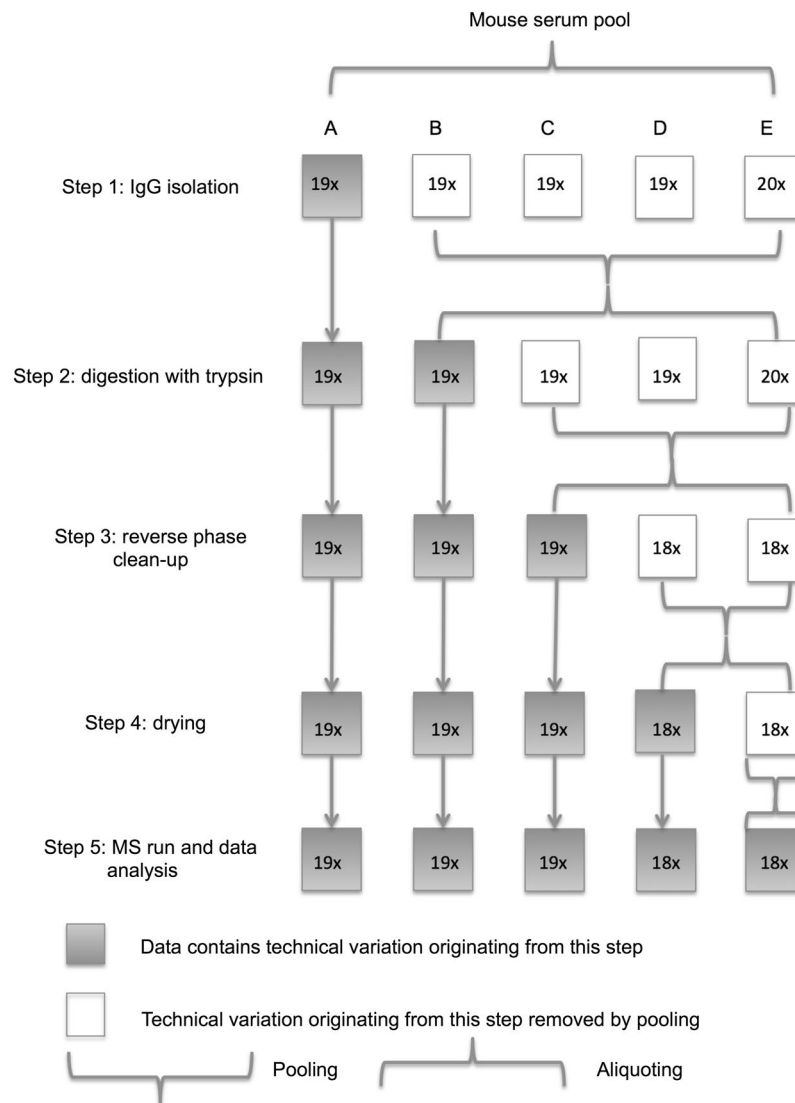 Mouse serum pool
A B C D E
Step 1: IgG isolation 19x 19x 19x 19x 20x
Step 2: digestion with trypsin 19x 19x 19x 19x 20x
Step 3: reverse phase
clean-up 19x 19x 19x 18x 18x
Step 4: drying 19x 19x 19x 18x 18x
Step 5: MS run and data
analysis 19x 19x 19x 18x 18x
Data contains technical variation originating from this step
Technical variation originating from this step removed by pooling
Pooling Aliquoting